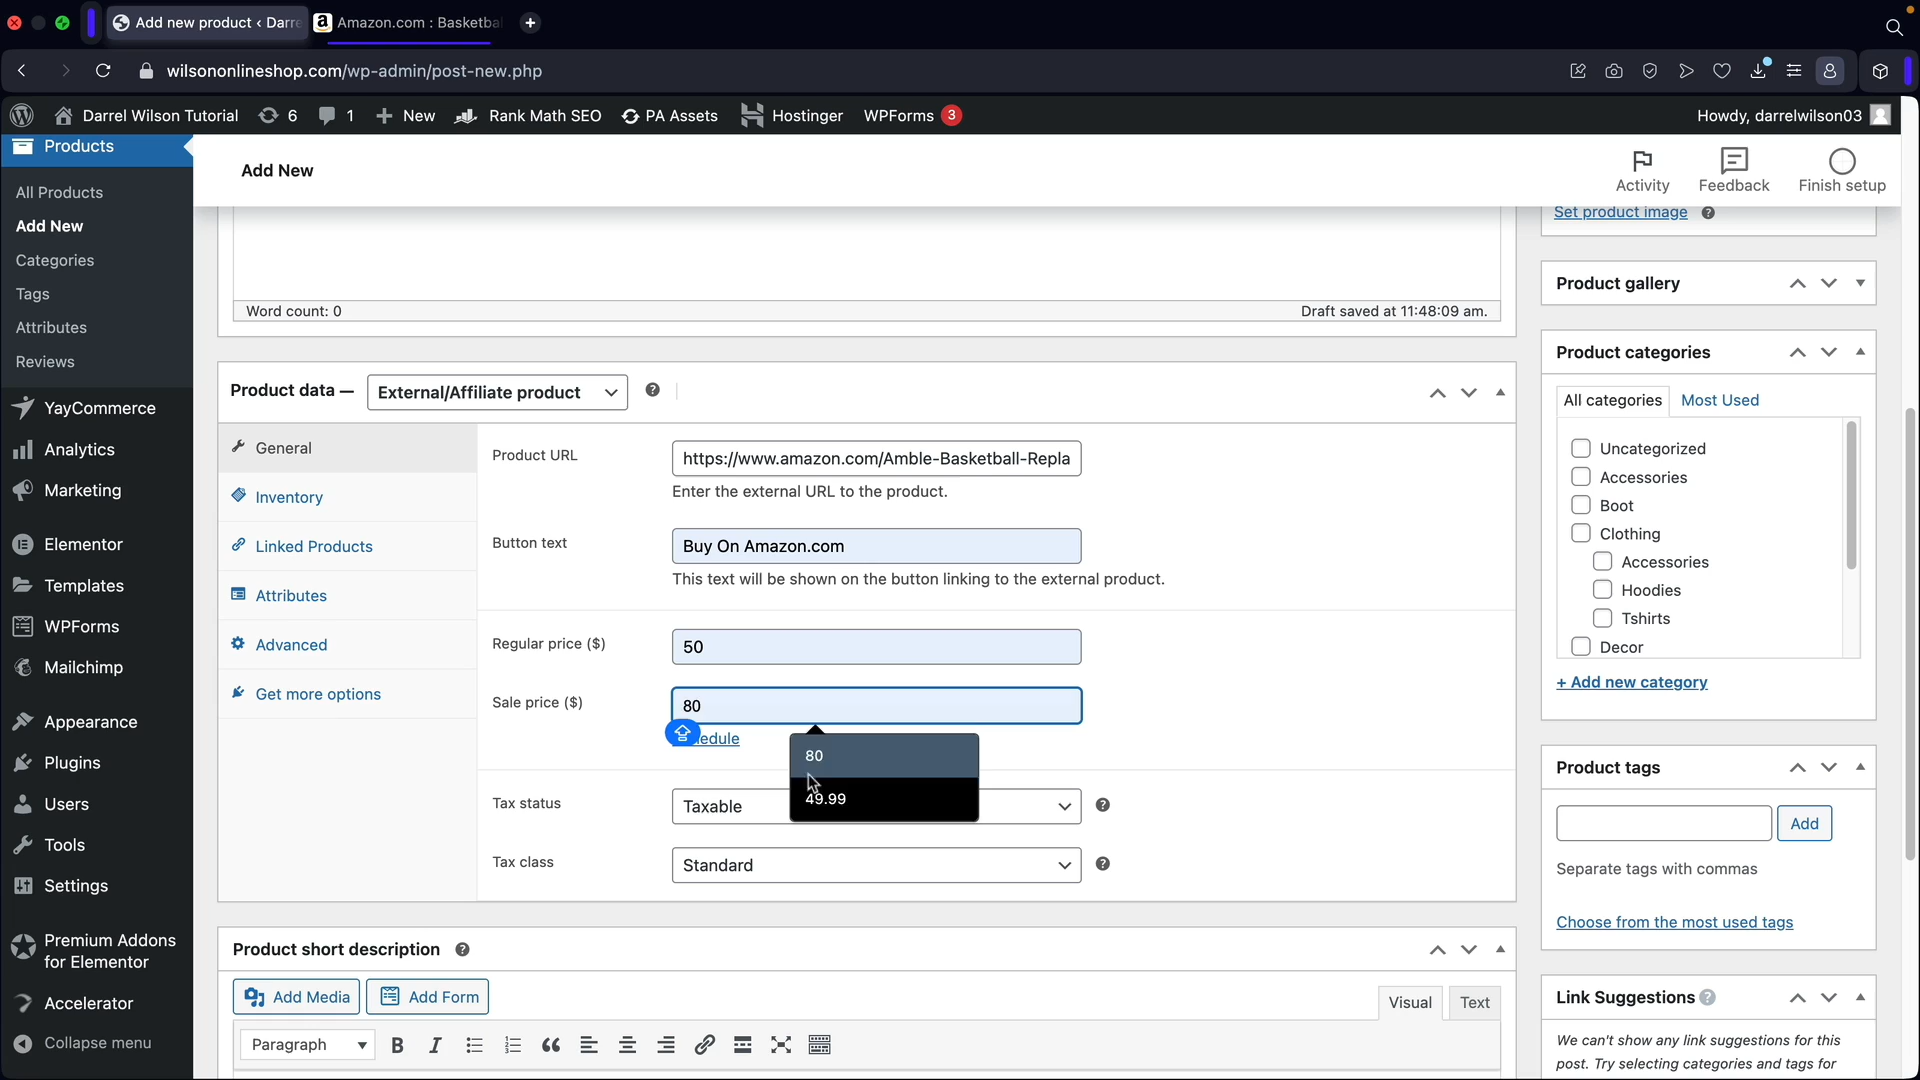 Add new product < Darre
Amazon.com : Basketba
wilsononlineshop.com/wp-admin/post-new.php
Darrel Wilson Tutorial 6 1 New Rank Math SEO PA Assets Hostinger WPForms 3 Howdy, darrelwilson03
Products
All Products
Add New
Categories
Tags
Attributes
Reviews
YayCommerce
Analytics
Marketing
Elementor
Templates
WPForms
Mailchimp
Appearance
Plugins
Users
Tools
Settings
Premium Addons
for Elementor
Accelerator
Collapse menu
Add New
Activity
Feedback
Finish setup
Word count: 0
Draft saved at 11:48:09 am.
Product data —
External/Affiliate product
General
Inventory
Linked Products
Attributes
Advanced
Get more options
Product URL
https://www.amazon.com/Amble-Basketball-Repla
Enter the external URL to the product.
Button text
Buy On Amazon.com
This text will be shown on the button linking to the external product.
Regular price ($)
50
Sale price ($)
80
edule
80
49.99
Tax status
Taxable
Tax class
Standard
Product short description
Add Media
Add Form
Visual
Text
Paragraph
Set product image
Product gallery
Product categories
All categories
Most Used
Uncategorized
Accessories
Boot
Clothing
Accessories
Hoodies
Tshirts
Decor
+ Add new category
Product tags
Add
Separate tags with commas
Choose from the most used tags
Link Suggestions
We can't show any link suggestions for this
post. Try selecting categories and tags for